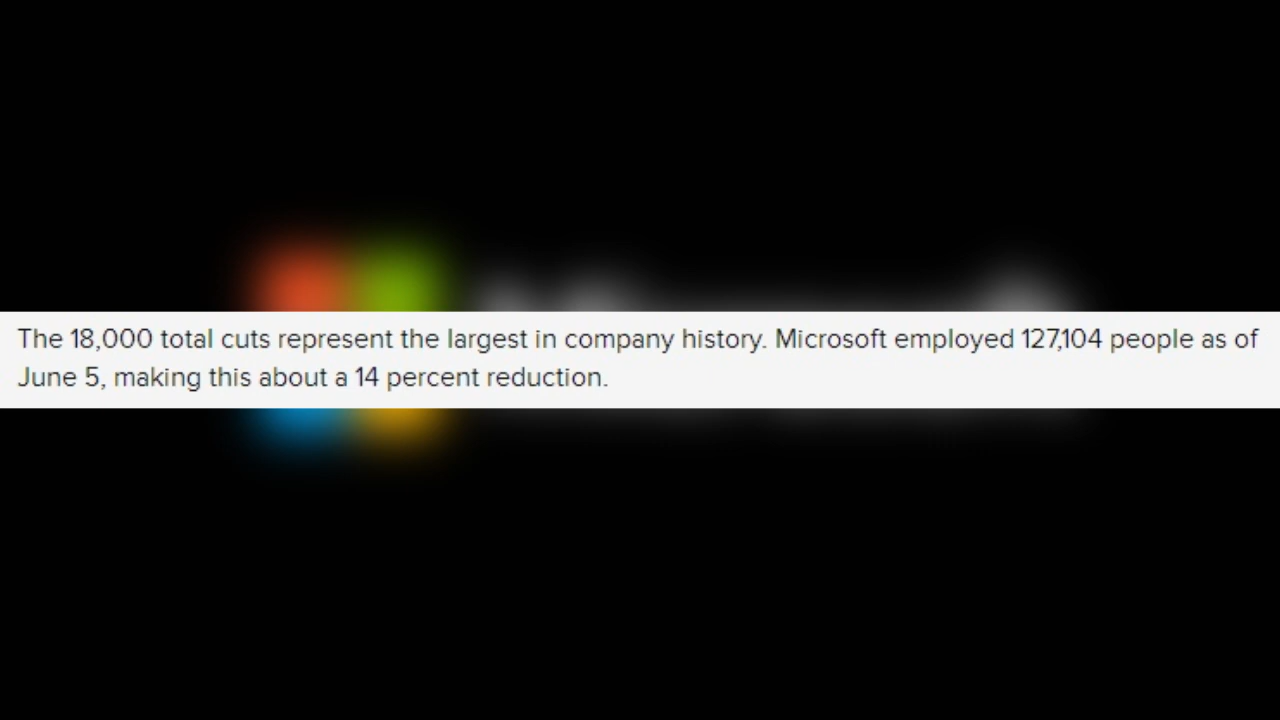 The 18,000 total cuts represent the largest in company history. Microsoft employed 127,104 people as of
June 5, making this about a 14 percent reduction.